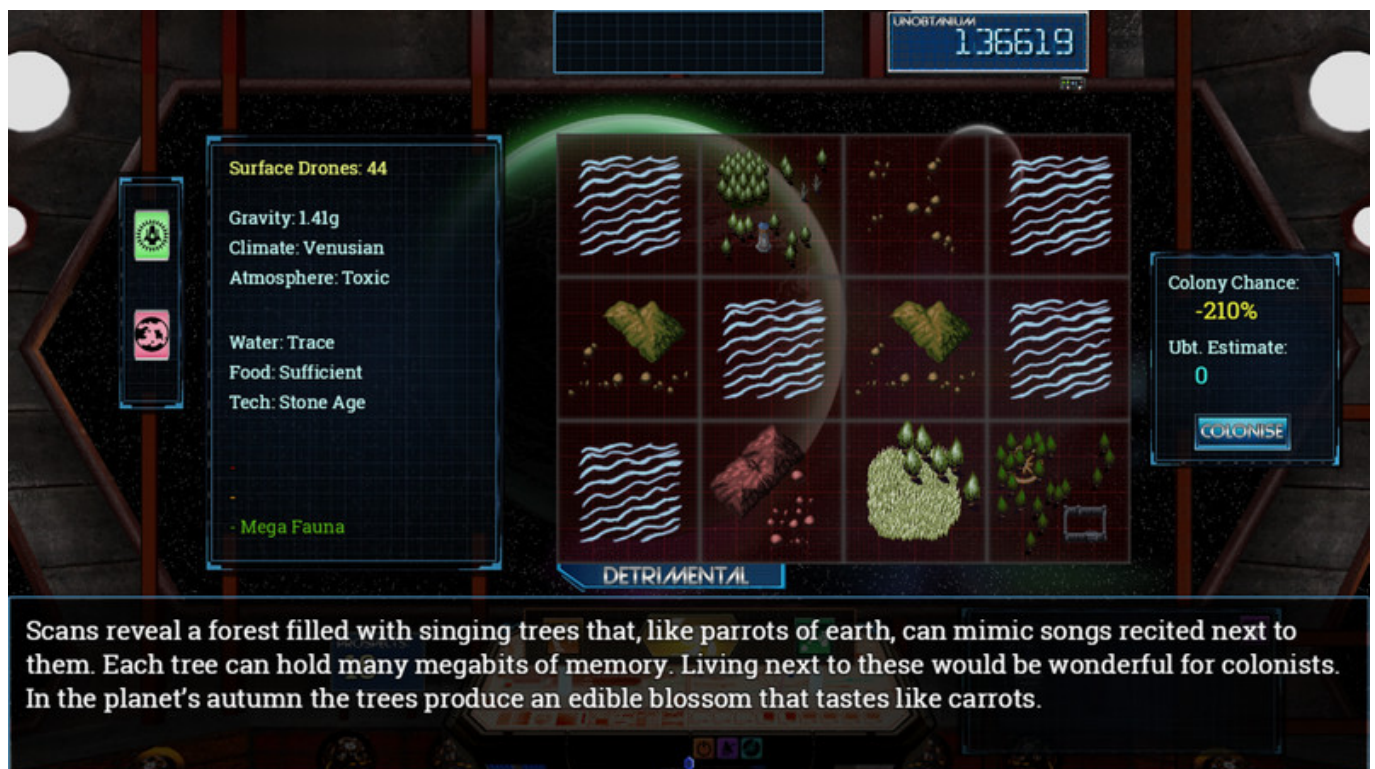 UNOBTANIUM
136619
Surface Drones: 44
Gravity: 1.41g
Climate: Venusian
Atmosphere: Toxic
Water: Trace
Food: Sufficient
Tech: Stone Age
-
-
- Mega Fauna
Colony Chance:
-210%
Ubt. Estimate:
0
COLONISE
DETRIMENTAL
Scans reveal a forest filled with singing trees that, like parrots of earth, can mimic songs recited next to
them. Each tree can hold many megabits of memory. Living next to these would be wonderful for colonists.
In the planet's autumn the trees produce an edible blossom that tastes like carrots.